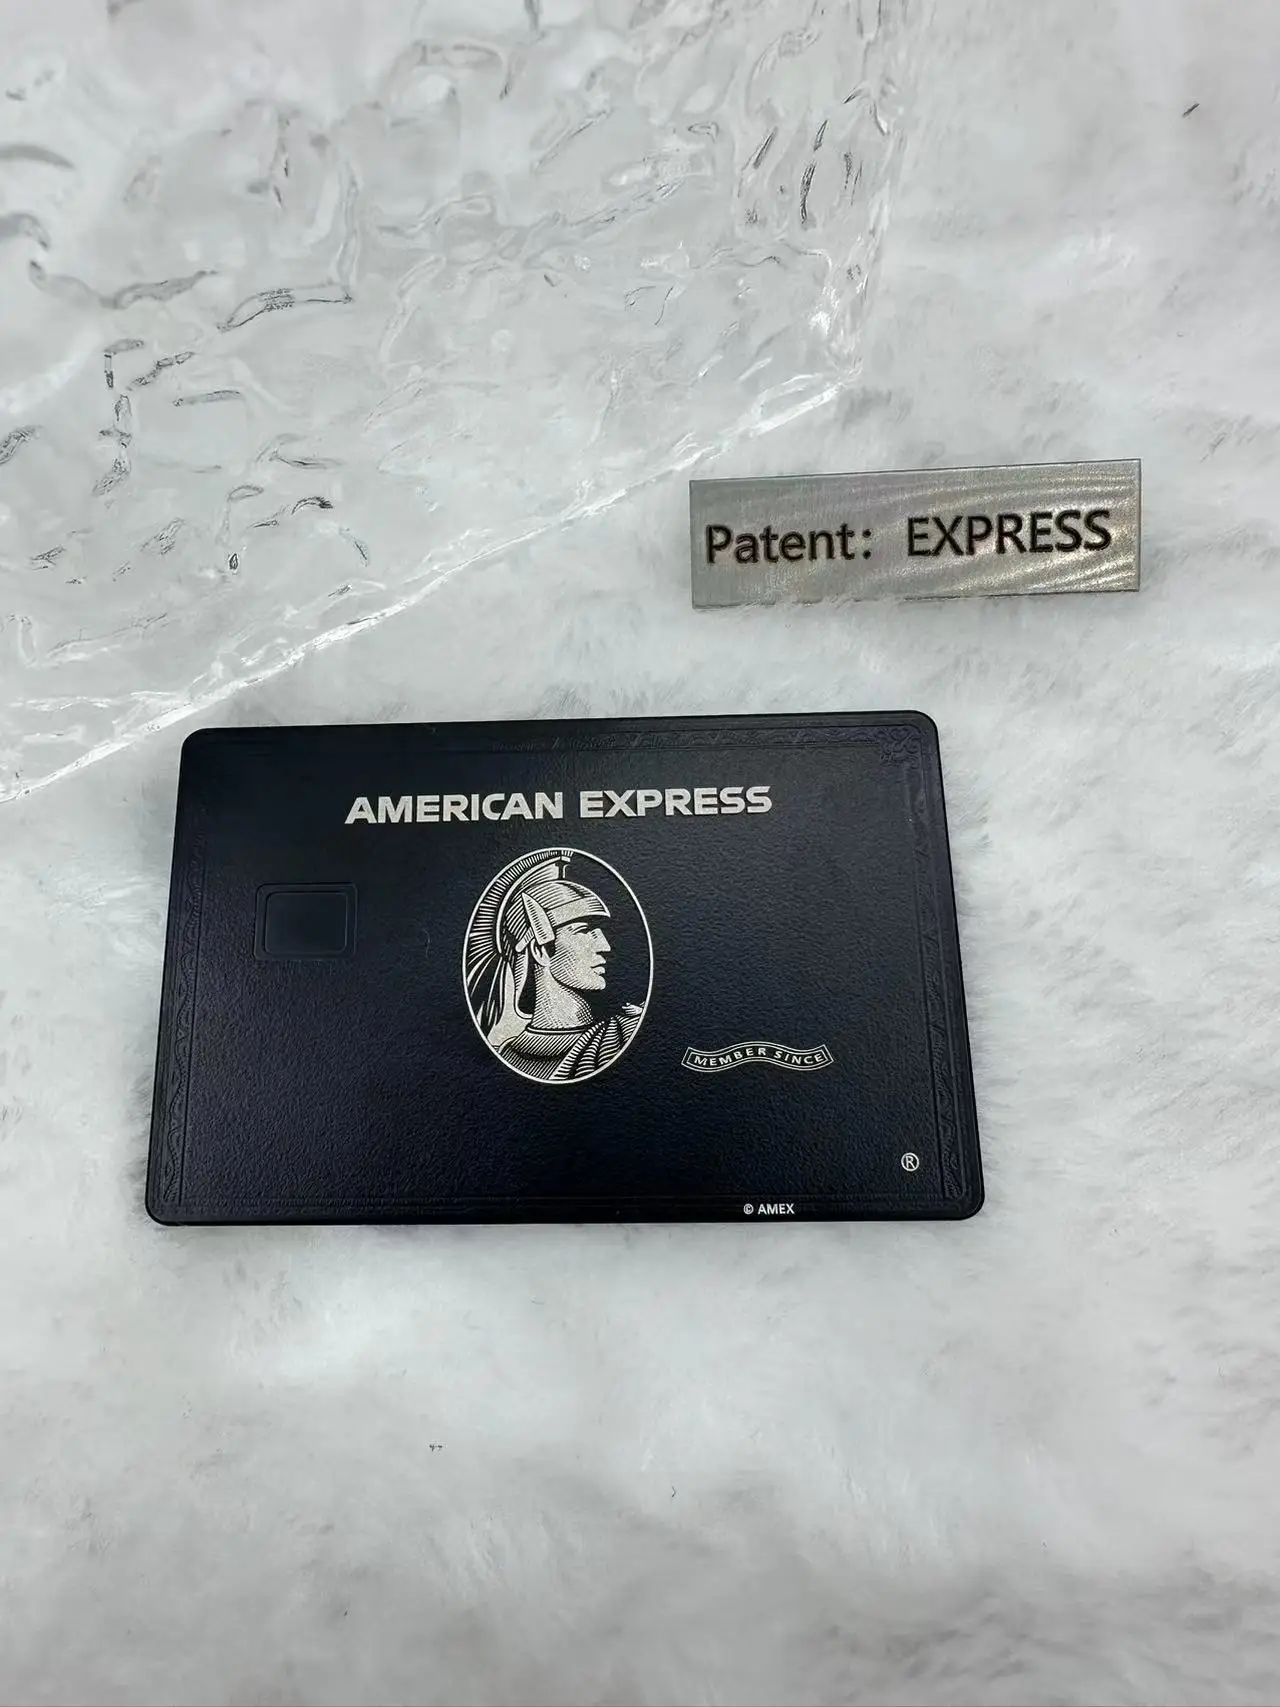 Patent: EXPRESS
AMERICAN EXPRESS
MEMBER SINCE
®
© AMEX